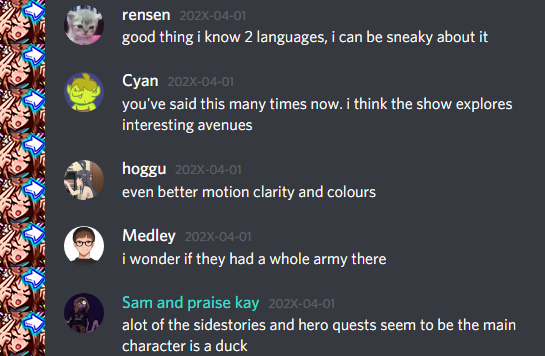 rensen 202X-04-01
good thing i know 2 languages, i can be sneaky about it
Cyan 202X-04-01
you've said this many times now. i think the show explores
interesting avenues
hoggu 202X-04-01
even better motion clarity and colours
Medley 202X-04-01
i wonder if they had a whole army there
Sam and praise kay 202X-03-01
alot of the sidestories and hero quests seem to be the main
character is a duck